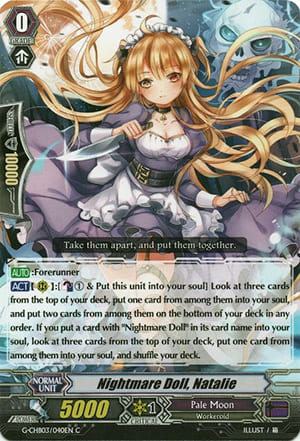 GRADE
0
SHIELD
10000
Take them apart, and put them together.
AUTO:Forerunner
ACT[]:[① & Put this unit into your soul] Look at three cards
from the top of your deck, put one card from among them into your soul,
and put two cards from among them on the bottom of your deck in any
order. If you put a card with "Nightmare Doll" in its card name into your
soul, look at three cards from the top of your deck, put one card from
among them into your soul, and shuffle your deck.
NORMAL
UNIT
Nightmare Doll, Natalie
POWER
5000
1
CRITICAL
Pale Moon
Workeroid
G-CHB03/040EN C
ILLUST /